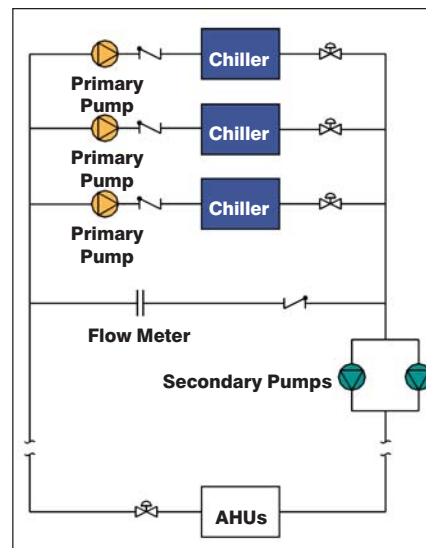 Chiller
Primary
Pump
Chiller
Primary
Pump
Chiller
Primary
Pump
Flow Meter
Secondary Pumps
AHUs